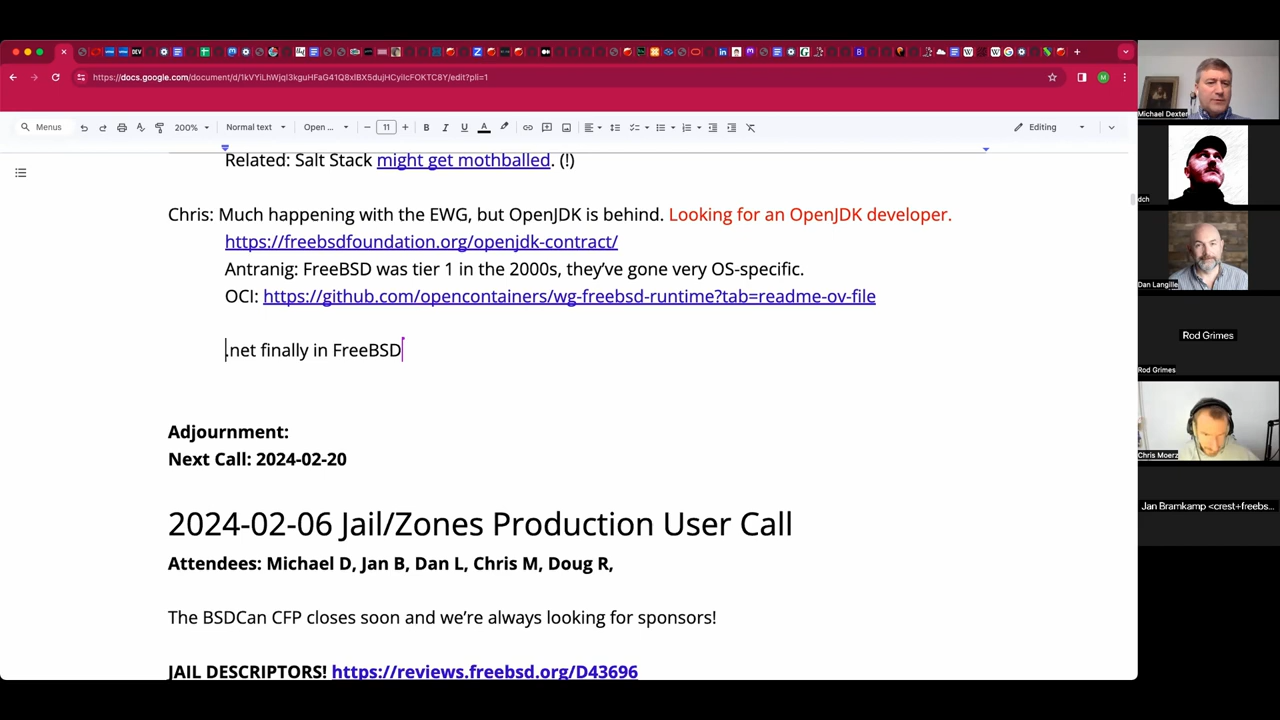 https://docs.google.com/document/d/1kVYiLhWjqI3kguHFaG41Q8xlBX5dujHCyiIcFOKTC8Y/edit?pli=1
Menus 200% Normal text Open ... 11 B I U A Editing
Related: Salt Stack might get mothballed. (!)
Chris: Much happening with the EWG, but OpenJDK is behind. Looking for an OpenJDK developer.
https://freebsdfoundation.org/openjdk-contract/
Antranig: FreeBSD was tier 1 in the 2000s, they’ve gone very OS-specific.
OCI: https://github.com/opencontainers/wg-freebsd-runtime?tab=readme-ov-file
.net finally in FreeBSD
Adjournment:
Next Call: 2024-02-20
2024-02-06 Jail/Zones Production User Call
Attendees: Michael D, Jan B, Dan L, Chris M, Doug R,
The BSDCan CFP closes soon and we’re always looking for sponsors!
JAIL DESCRIPTORS! https://reviews.freebsd.org/D43696
Michael Dexter
dch
Dan Langille
Rod Grimes
Rod Grimes
Chris Moerz
Jan Bramkamp <crest+freebs...